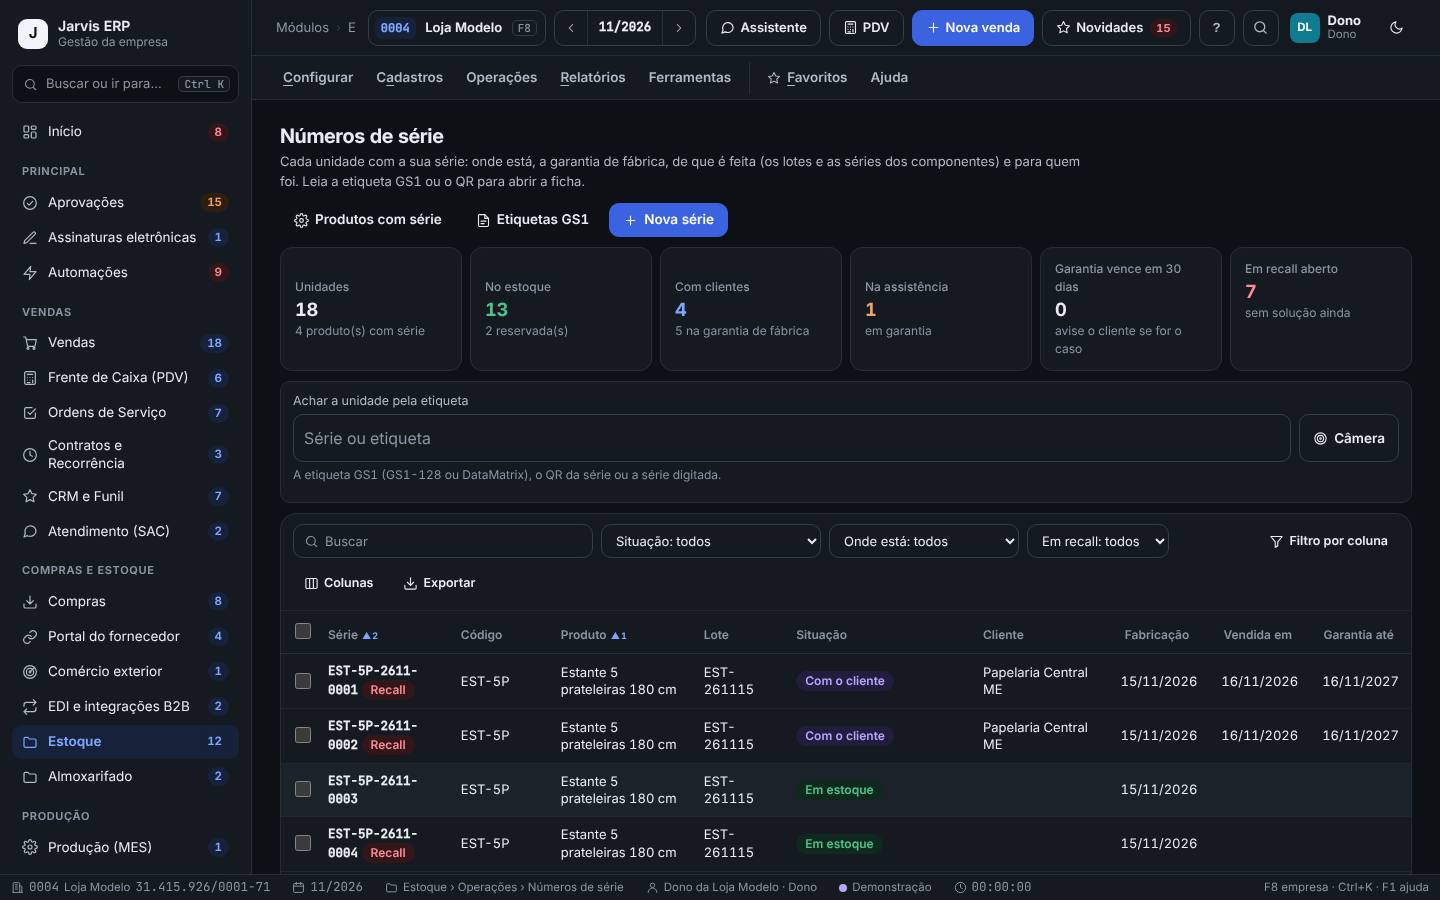 J
Jarvis ERP
Gestão da empresa
Buscar ou ir para...
Ctrl K
Início
8
PRINCIPAL
Aprovações
15
Assinaturas eletrônicas
1
Automações
9
VENDAS
Vendas
18
Frente de Caixa (PDV)
6
Ordens de Serviço
7
Contratos e
Recorrência
3
CRM e Funil
7
Atendimento (SAC)
2
COMPRAS E ESTOQUE
Compras
8
Portal do fornecedor
4
Comércio exterior
1
EDI e integrações B2B
2
Estoque
12
Almoxarifado
2
PRODUÇÃO
Produção (MES)
1
Módulos › E
0004 Loja Modelo F8
‹ 11/2026 ›
Assistente
PDV
Nova venda
Novidades 15
?
DL
Dono
Dono
Configurar
Cadastros
Operações
Relatórios
Ferramentas
Favoritos
Ajuda
Números de série
Cada unidade com a sua série: onde está, a garantia de fábrica, de que é feita (os lotes e as séries dos componentes) e para quem
foi. Leia a etiqueta GS1 ou o QR para abrir a ficha.
Produtos com série
Etiquetas GS1
Nova série
Unidades
18
4 produto(s) com série
No estoque
13
2 reservada(s)
Com clientes
4
5 na garantia de fábrica
Na assistência
1
em garantia
Garantia vence em 30
dias
0
avise o cliente se for o
caso
Em recall aberto
7
sem solução ainda
Achar a unidade pela etiqueta
Série ou etiqueta
Câmera
A etiqueta GS1 (GS1-128 ou DataMatrix), o QR da série ou a série digitada.
Buscar
Situação: todos
Onde está: todos
Em recall: todos
Filtro por coluna
Colunas
Exportar
Série ▲2
Código
Produto ▲1
Lote
Situação
Cliente
Fabricação
Vendida em
Garantia até
EST-5P-2611-
0001 Recall
EST-5P
Estante 5
prateleiras 180 cm
EST-
261115
Com o cliente
Papelaria Central
ME
15/11/2026
16/11/2026
16/11/2027
EST-5P-2611-
0002 Recall
EST-5P
Estante 5
prateleiras 180 cm
EST-
261115
Com o cliente
Papelaria Central
ME
15/11/2026
16/11/2026
16/11/2027
EST-5P-2611-
0003
EST-5P
Estante 5
prateleiras 180 cm
EST-
261115
Em estoque
15/11/2026
EST-5P-2611-
0004 Recall
EST-5P
Estante 5
prateleiras 180 cm
EST-
261115
Em estoque
15/11/2026
0004 Loja Modelo 31.415.926/0001-71
11/2026
Estoque › Operações › Números de série
Dono da Loja Modelo · Dono
Demonstração
00:00:00
F8 empresa · Ctrl+K · F1 ajuda